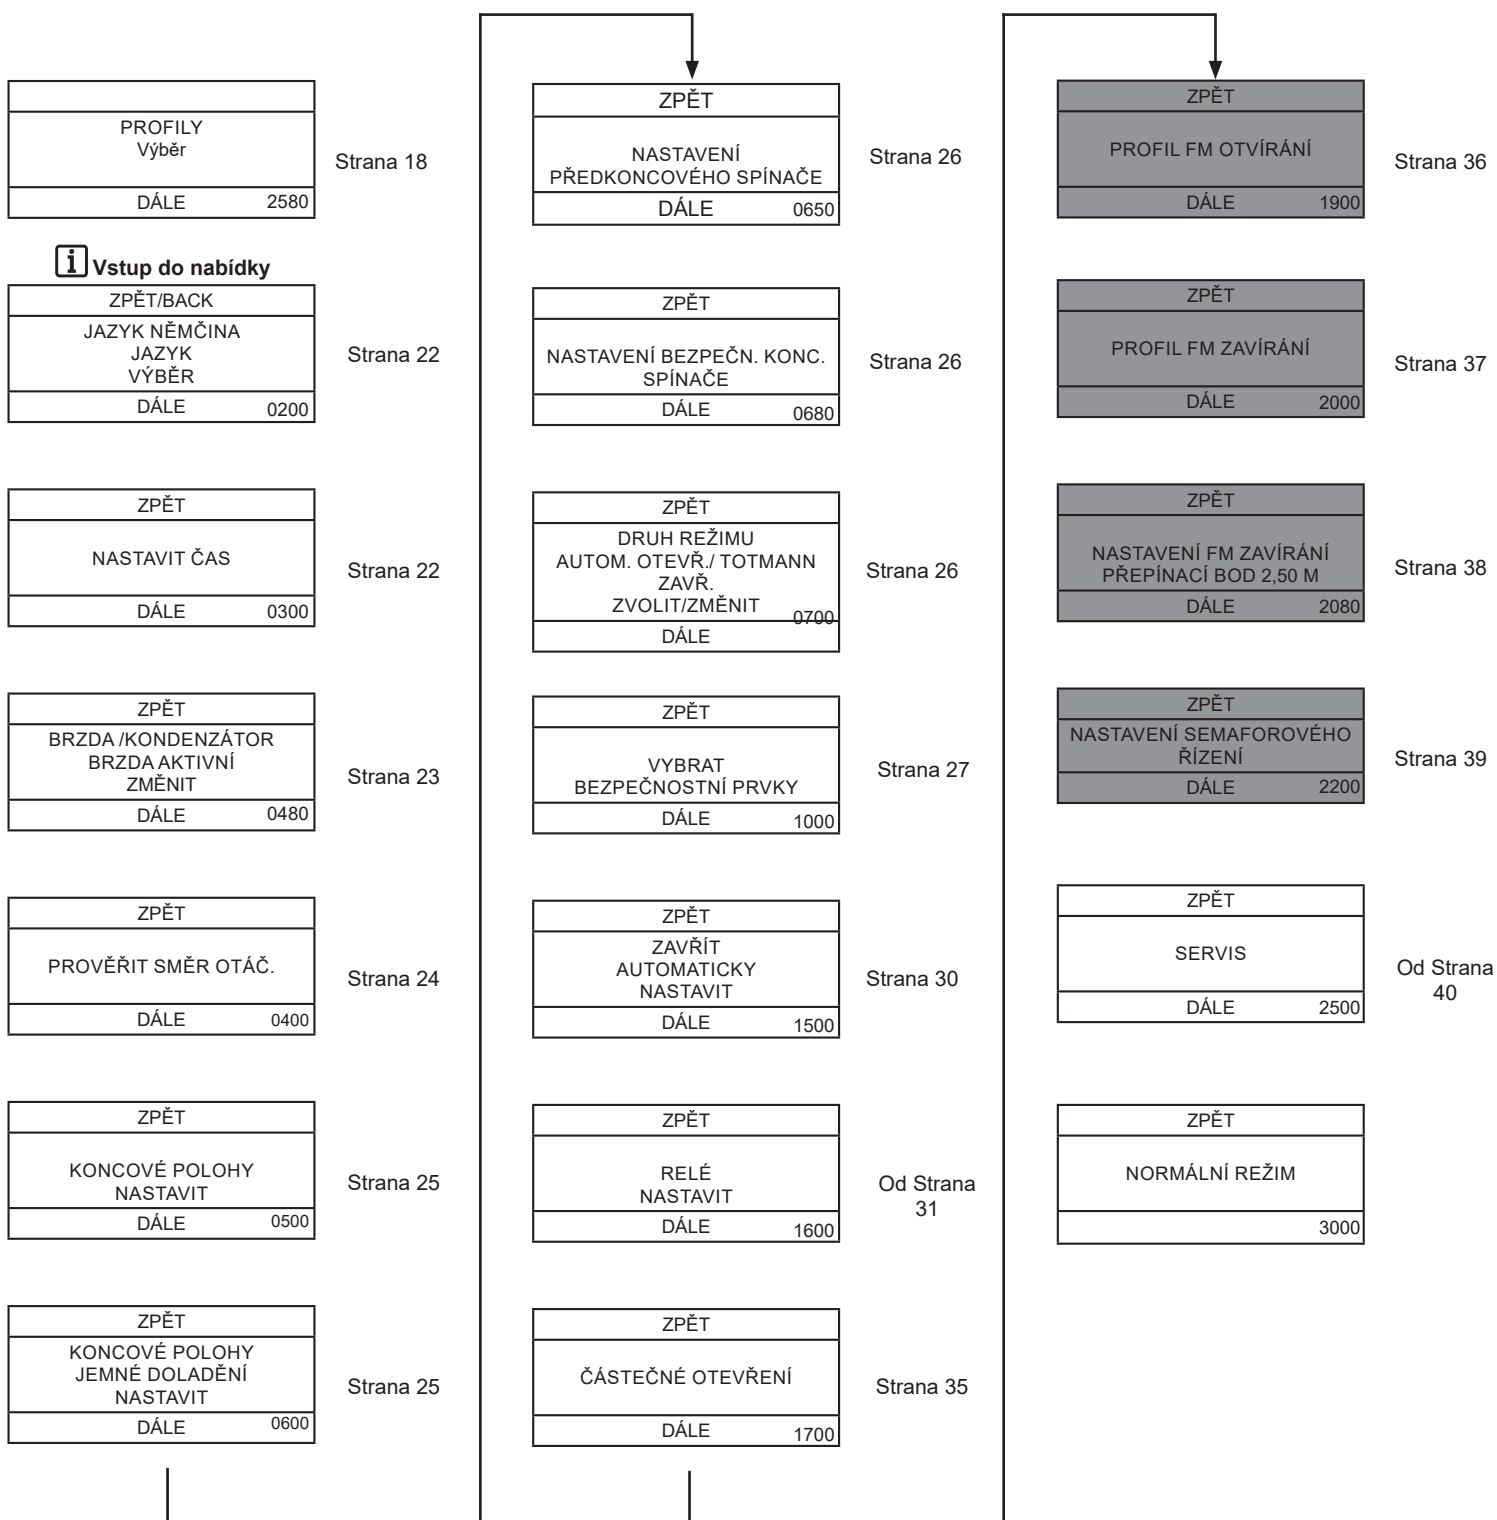 PROFILY
Výběr
DÁLE 2580
Strana 18
i Vstup do nabídky
ZPĚT/BACK
JAZYK NĚMČINA
JAZYK
VÝBĚR
DÁLE 0200
Strana 22
ZPĚT
NASTAVIT ČAS
DÁLE 0300
Strana 22
ZPĚT
BRZDA /KONDENZÁTOR
BRZDA AKTIVNÍ
ZMĚNIT
DÁLE 0480
Strana 23
ZPĚT
PROVĚŘIT SMĚR OTÁČ.
DÁLE 0400
Strana 24
ZPĚT
KONCOVÉ POLOHY
NASTAVIT
DÁLE 0500
Strana 25
ZPĚT
KONCOVÉ POLOHY
JEMNÉ DOLADĚNÍ
NASTAVIT
DÁLE 0600
Strana 25
ZPĚT
NASTAVENÍ
PŘEDKONCOVÉHO SPÍNAČE
DÁLE 0650
Strana 26
ZPĚT
NASTAVENÍ BEZPEČN. KONC.
SPÍNAČE
DÁLE 0680
Strana 26
ZPĚT
DRUH REŽIMU
AUTOM. OTEVŘ./ TOTMANN
ZAVŘ.
ZVOLIT/ZMĚNIT
0700
DÁLE
Strana 26
ZPĚT
VYBRAT
BEZPEČNOSTNÍ PRVKY
DÁLE 1000
Strana 27
ZPĚT
ZAVŘÍT
AUTOMATICKY
NASTAVIT
DÁLE 1500
Strana 30
ZPĚT
RELÉ
NASTAVIT
DÁLE 1600
Od Strana
31
ZPĚT
ČÁSTEČNÉ OTEVŘENÍ
DÁLE 1700
Strana 35
ZPĚT
PROFIL FM OTVÍRÁNÍ
DÁLE 1900
Strana 36
ZPĚT
PROFIL FM ZAVÍRÁNÍ
DÁLE 2000
Strana 37
ZPĚT
NASTAVENÍ FM ZAVÍRÁNÍ
PŘEPÍNACÍ BOD 2,50 M
DÁLE 2080
Strana 38
ZPĚT
NASTAVENÍ SEMAFOROVÉHO
ŘÍZENÍ
DÁLE 2200
Strana 39
ZPĚT
SERVIS
DÁLE 2500
Od Strana
40
ZPĚT
NORMÁLNÍ REŽIM
3000